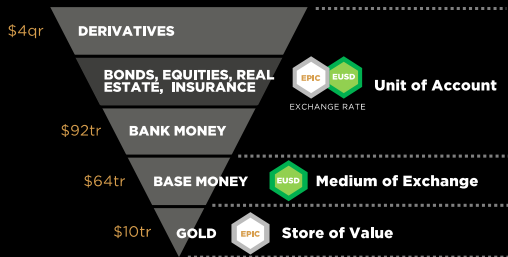 $4qr DERIVATIVES
BONDS, EQUITIES, REAL
ESTATE, INSURANCE
EPIC EUSD
EXCHANGE RATE
Unit of Account
$92tr BANK MONEY
$64tr BASE MONEY EUSD Medium of Exchange
$10tr GOLD EPIC Store of Value